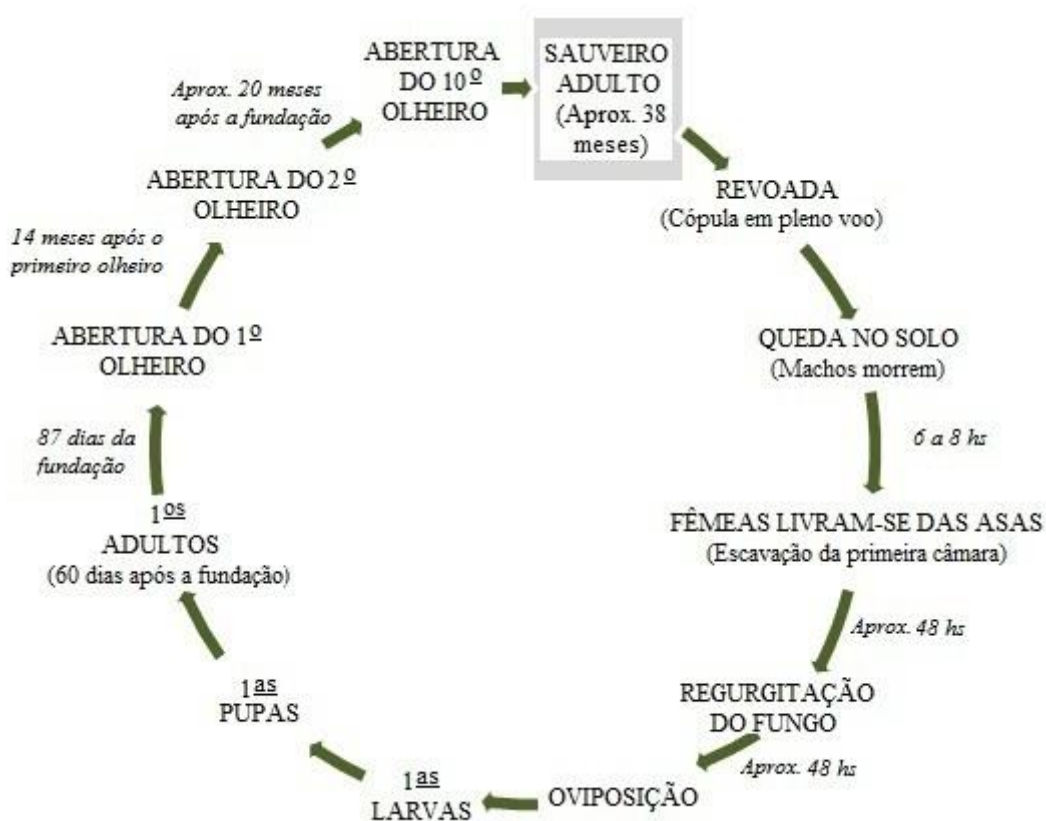 SAUVEIRO
ADULTO
(Aprox. 38
meses)
REVOADA
(Cópula em pleno voo)
QUEDA NO SOLO
(Machos morrem)
6 a 8 hs
FÊMEAS LIVRAM-SE DAS ASAS
(Escavação da primeira câmara)
Aprox. 48 hs
REGURGITAÇÃO
DO FUNGO
Aprox. 48 hs
OVIPOSIÇÃO
1as
LARVAS
1as
PUPAS
1os
ADULTOS
(60 dias após a fundação)
87 dias da
fundação
ABERTURA DO 1º
OLHEIRO
14 meses após o
primeiro olheiro
ABERTURA DO 2º
OLHEIRO
Aprox. 20 meses
após a fundação
ABERTURA
DO 10º
OLHEIRO